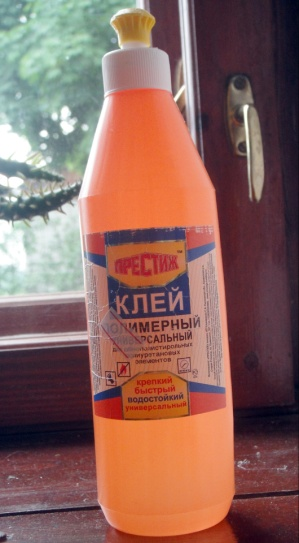 ПРЕСТИЖ
КЛЕЙ
ПОЛИМЕРНЫЙ
УНИВЕРСАЛЬНЫЙ
элементов
крепкий
быстрый
водостойкий
универсальный